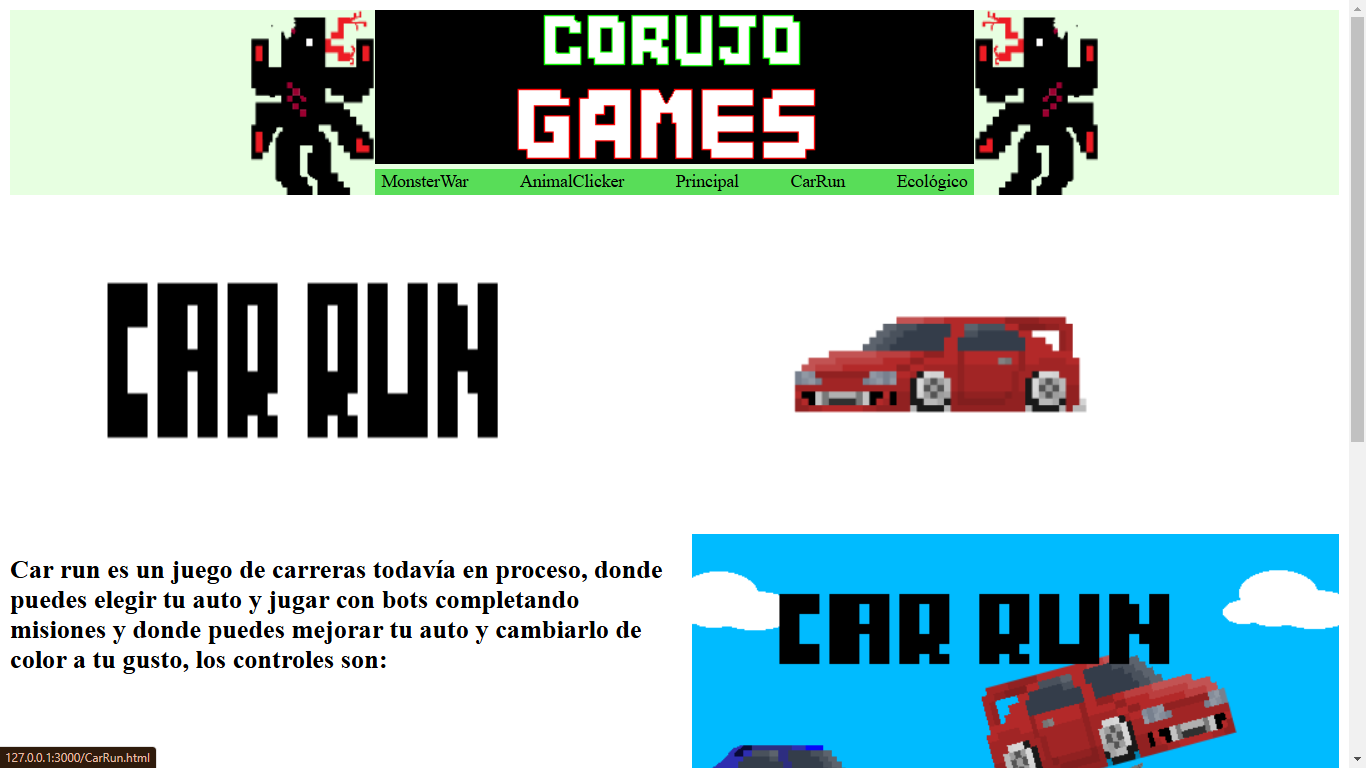 CORUJO
GAMES
MonsterWar AnimalClicker Principal CarRun Ecológico
CAR RUN
Car run es un juego de carreras todavía en proceso, donde
puedes elegir tu auto y jugar con bots completando
misiones y donde puedes mejorar tu auto y cambiarlo de
color a tu gusto, los controles son:
CAR RUN
127.0.0.1:3000/CarRun.html